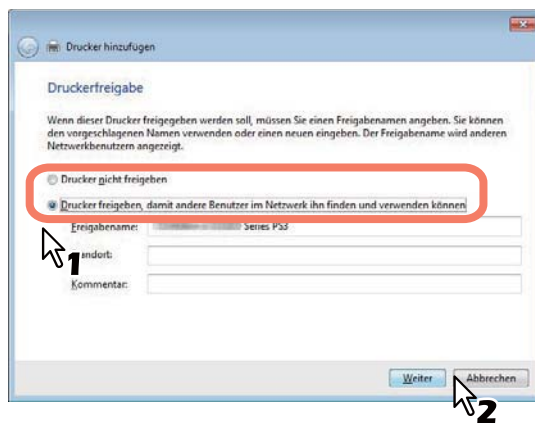 Drucker hinzufügen
Druckerfreigabe
Wenn dieser Drucker freigegeben werden soll, müssen Sie einen Freigabenamen angeben. Sie können
den vorgeschlagenen Namen verwenden oder einen neuen eingeben. Der Freigabename wird anderen
Netzwerkbenutzern angezeigt.
Drucker nicht freigeben
Drucker freigeben, damit andere Benutzer im Netzwerk ihn finden und verwenden können
Freigabename: Series PS3
1
andort:
Kommentar:
Weiter Abbrechen
2